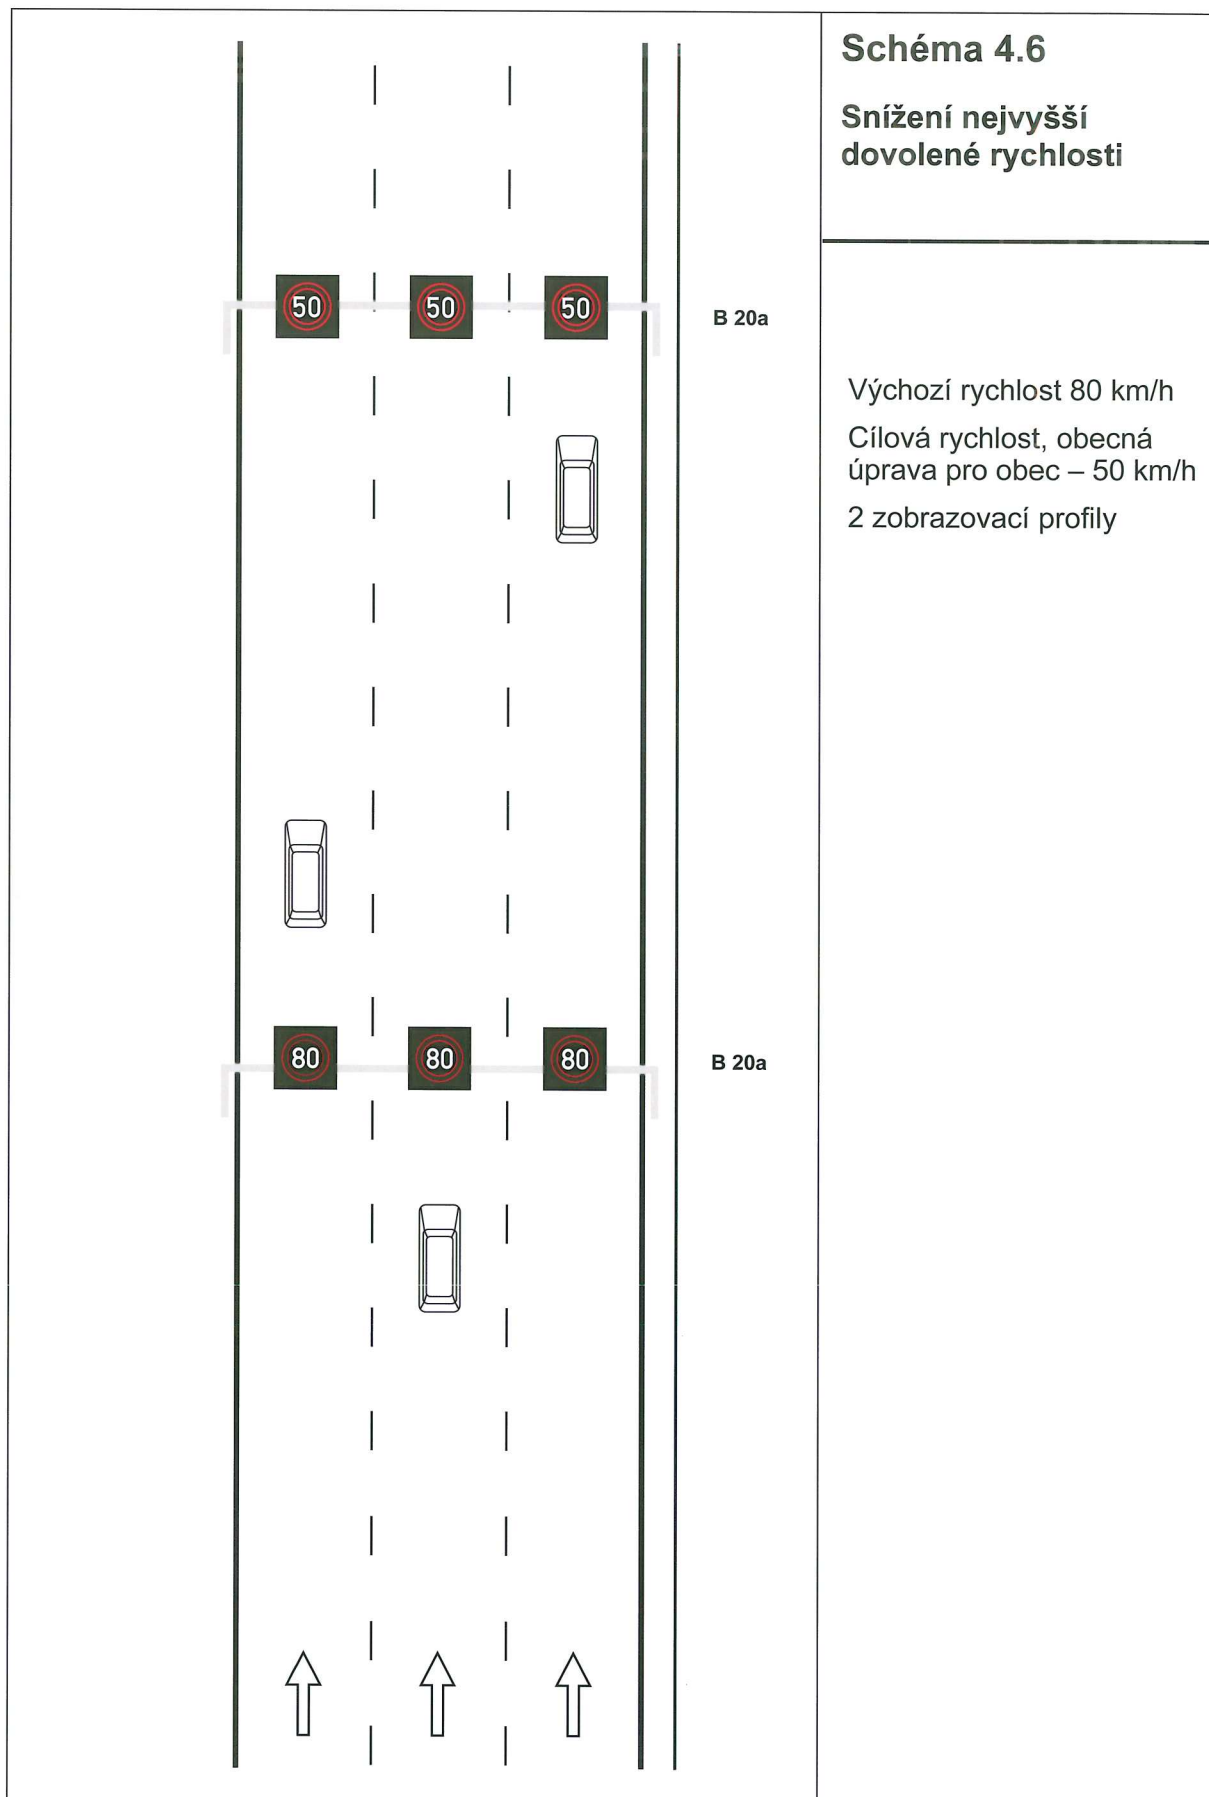 Schéma 4.6
Snížení nejvyšší
dovolené rychlosti
50 50 50
B 20a
Výchozí rychlost 80 km/h
Cílová rychlost, obecná
úprava pro obec – 50 km/h
2 zobrazovací profily
80 80 80
B 20a